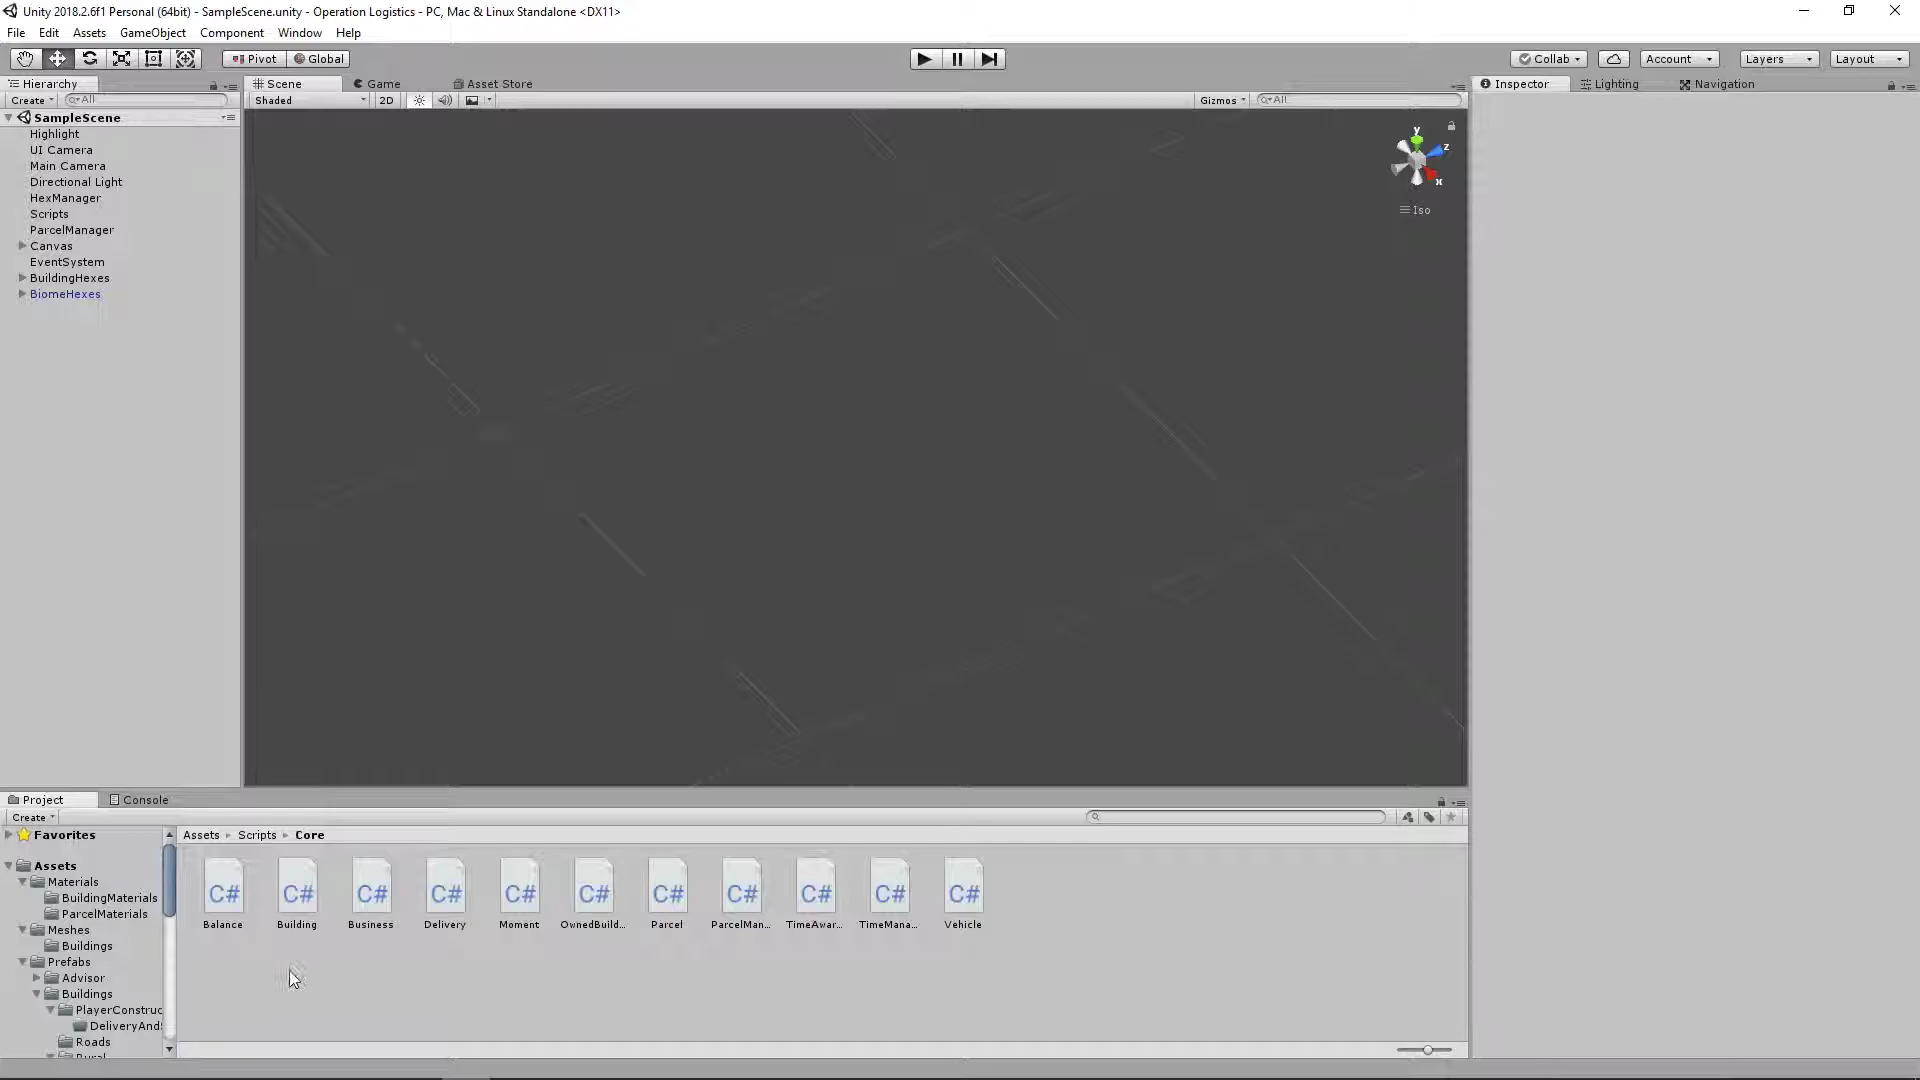 Unity 2018.2.6f1 Personal (64bit) - SampleScene.unity - Operation Logistics - PC, Mac & Linux Standalone <DX11>
File Edit Assets GameObject Component Window Help
Pivot Global Collab Account Layers Layout
Hierarchy Scene Game Asset Store Inspector Lighting Navigation
Create All Shaded 2D Gizmos All
SampleScene
Highlight
UI Camera
Main Camera
Directional Light
HexManager
Scripts
ParcelManager
Canvas
EventSystem
BuildingHexes
BiomeHexes
y
z
x
Iso
Project Console
Create
Favorites
Assets
Materials
BuildingMaterials
ParcelMaterials
Meshes
Buildings
Prefabs
Advisor
Buildings
PlayerConstruc
DeliveryAnd
Roads
Rural
Assets Scripts Core
C# C# C# C# C# C# C# C# C# C# C#
Balance Building Business Delivery Moment OwnedBuild... Parcel ParcelMan... TimeAwar... TimeMana... Vehicle